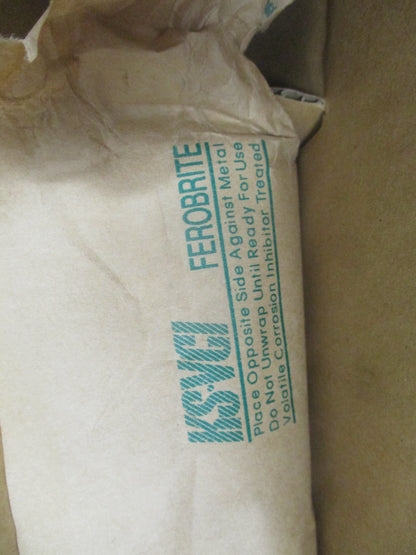 KS-VCI FEROBRITE
Place Opposite Side Against Metal
Do Not Unwrap Until Ready For Use
Volatile Corrosion Inhibitor Treated